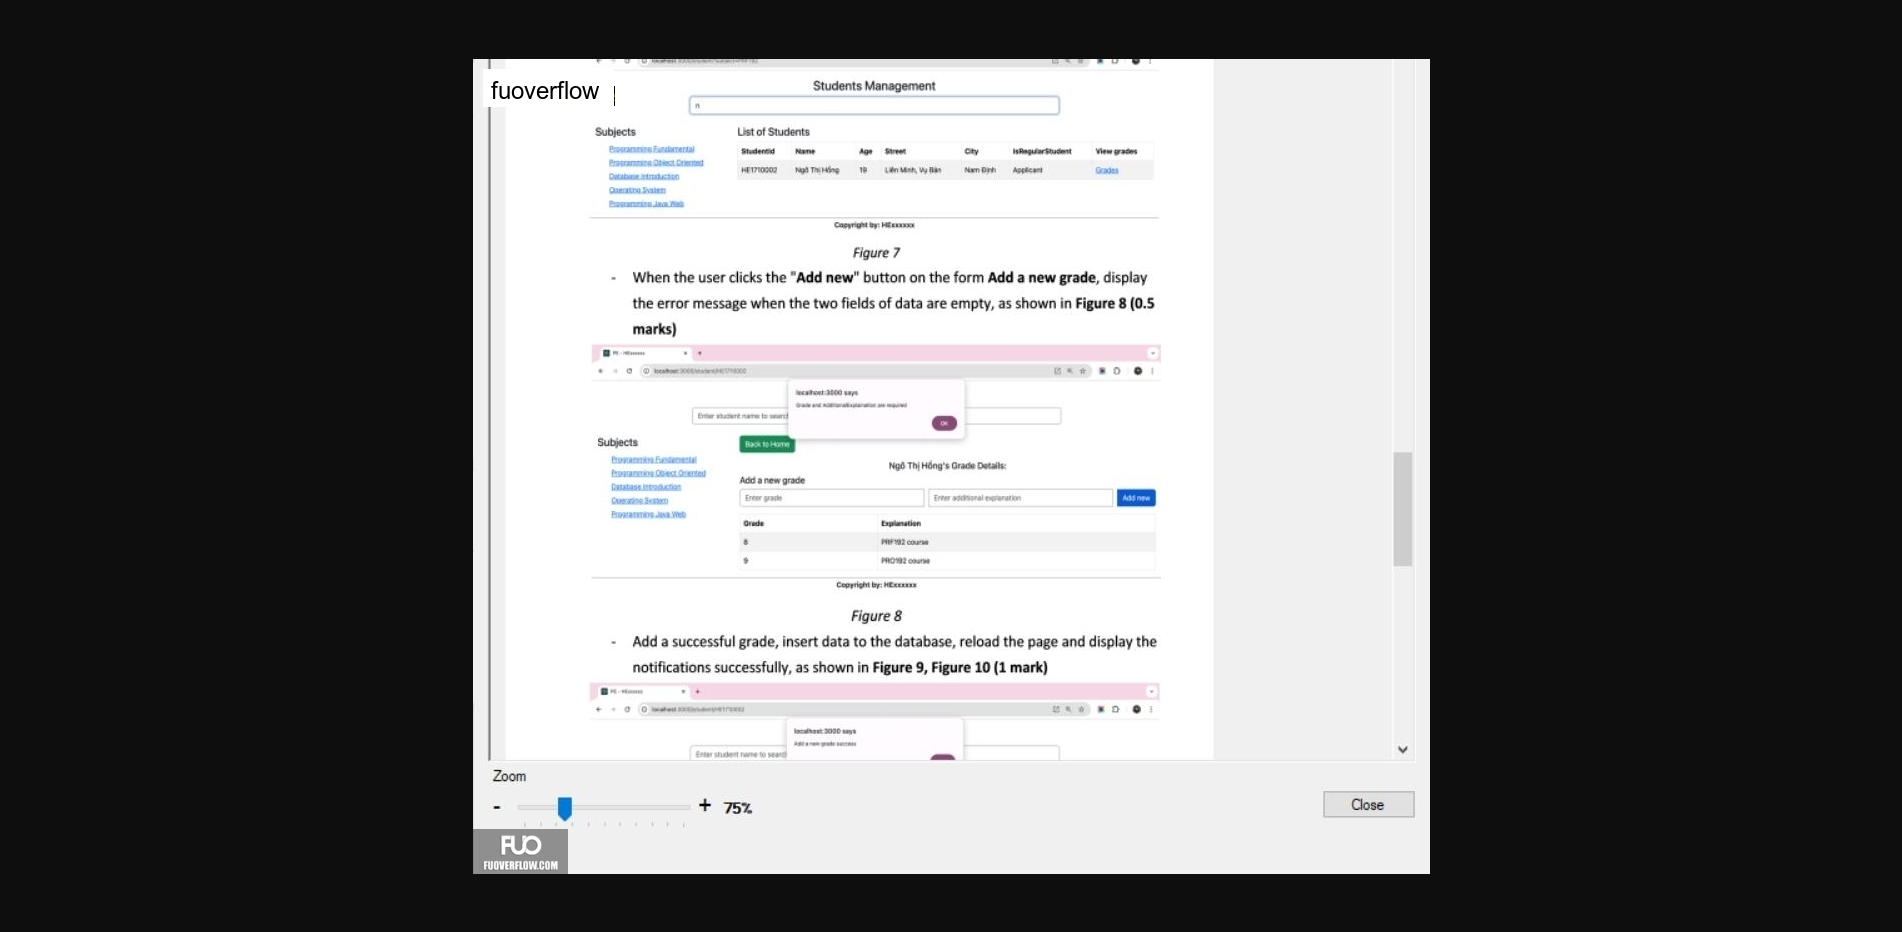 fuoverflow
Students Management
n
Subjects
Programming Fundamental
Programming Object Oriented
Database Introduction
Operating System
Programming Java Web
List of Students
StudentId Name Age Street City IsRegularStudent View grades
HE1710002 Ngô Thị Hồng 19 Liên Minh, Vụ Bản Nam Định Applicant Grades
Copyright by: HExxxxxx
Figure 7
- When the user clicks the "Add new" button on the form Add a new grade, display
the error message when the two fields of data are empty, as shown in Figure 8 (0.5
marks)
PE - HExxxxxx
localhost:3000/student/HE1710002
localhost:3000 says
Grade and AdditionalExplanation are required
OK
Enter student name to search
Subjects
Programming Fundamental
Programming Object Oriented
Database Introduction
Operating System
Programming Java Web
Back to Home
Ngô Thị Hồng's Grade Details:
Add a new grade
Enter grade Enter additional explanation Add new
Grade Explanation
8 PRF192 course
9 PRO192 course
Copyright by: HExxxxxx
Figure 8
- Add a successful grade, insert data to the database, reload the page and display the
notifications successfully, as shown in Figure 9, Figure 10 (1 mark)
PE - HExxxxxx
localhost:3000/student/HE1710002
localhost:3000 says
Add a new grade success
Enter student name to search
Zoom
- + 75%
Close
FUO
FUOVERFLOW.COM